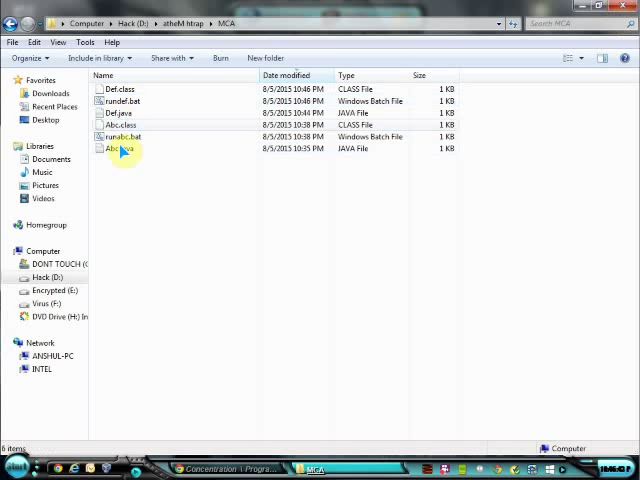 Computer ▸ Hack (D:) ▸ atheM htrap ▸ MCA
Search MCA
File Edit View Tools Help
Organize Include in library Share with Burn New folder
Name Date modified Type Size
Favorites
Downloads
Recent Places
Desktop
Libraries
Documents
Music
Pictures
Videos
Homegroup
Computer
DONT TOUCH (
Hack (D:)
Encrypted (E:)
Virus (F:)
DVD Drive (H:) In
Network
ANSHUL-PC
INTEL
Def.class 8/5/2015 10:46 PM CLASS File 1 KB
rundef.bat 8/5/2015 10:46 PM Windows Batch File 1 KB
Def.java 8/5/2015 10:44 PM JAVA File 1 KB
Abc.class 8/5/2015 10:38 PM CLASS File 1 KB
runabc.bat 8/5/2015 10:38 PM Windows Batch File 1 KB
Abc.java 8/5/2015 10:35 PM JAVA File 1 KB
6 items
Computer
start
Concentration \ Progra...
MCA